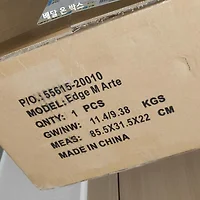 배달 온 박스
P/O.: 55615-20010
MODEL: Edge M Arte
QNTY: 1 PCS
GW/NW: 11.4/9.38 KGS
MEAS: 85.5X31.5X22 CM
MADE IN CHINA